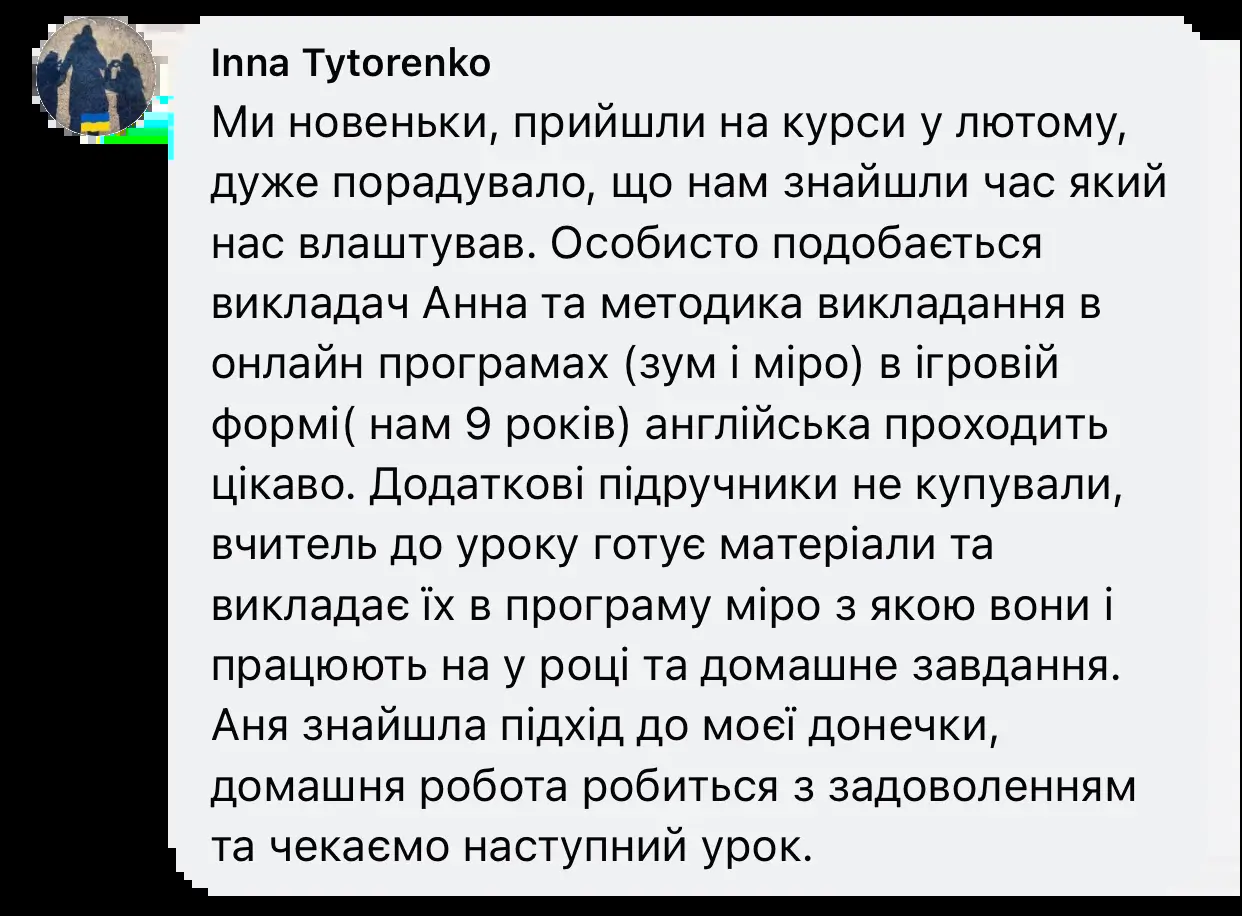 Inna Tytorenko
Ми новеньки, прийшли на курси у лютому,
дуже порадувало, що нам знайшли час який
нас влаштував. Особисто подобається
викладач Анна та методика викладання в
онлайн програмах (зум і міро) в ігровій
формі( нам 9 років) англійська проходить
цікаво. Додаткові підручники не купували,
вчитель до уроку готує матеріали та
викладає їх в програму міро з якою вони і
працюють на у році та домашне завдання.
Аня знайшла підхід до моєї донечки,
домашня робота робиться з задоволенням
та чекаємо наступний урок.